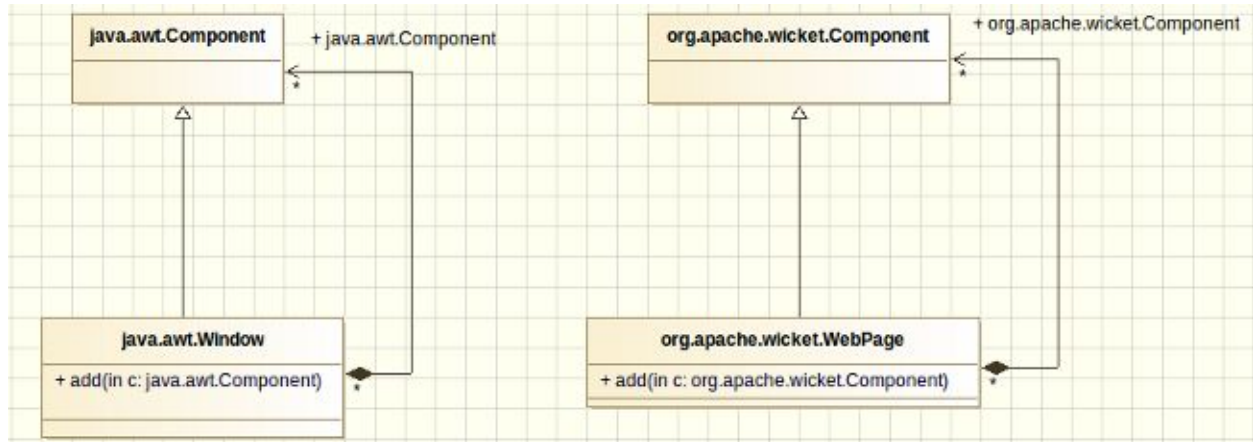 java.awt.Component
+ java.awt.Component
*
org.apache.wicket.Component
+ org.apache.wicket.Component
*
java.awt.Window
+ add(in c: java.awt.Component)
*
org.apache.wicket.WebPage
+ add(in c: org.apache.wicket.Component)
*